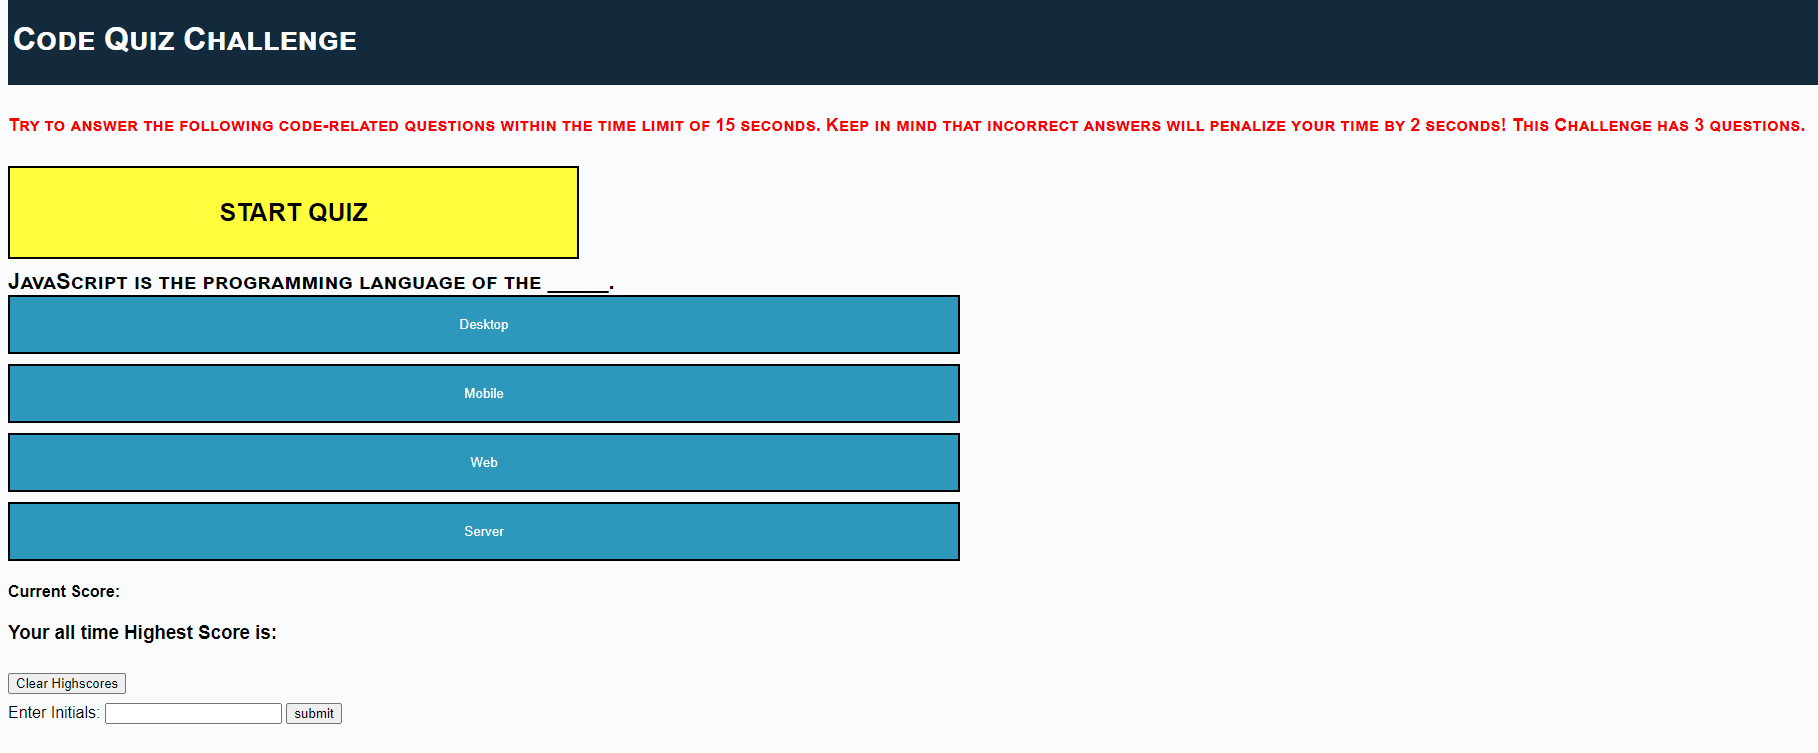 Code Quiz Challenge
Try to answer the following code-related questions within the time limit of 15 seconds. Keep in mind that incorrect answers will penalize your time by 2 seconds! This Challenge has 3 questions.
START QUIZ
JavaScript is the programming language of the _____.
Desktop
Mobile
Web
Server
Current Score:
Your all time Highest Score is:
Clear Highscores
Enter Initials: submit